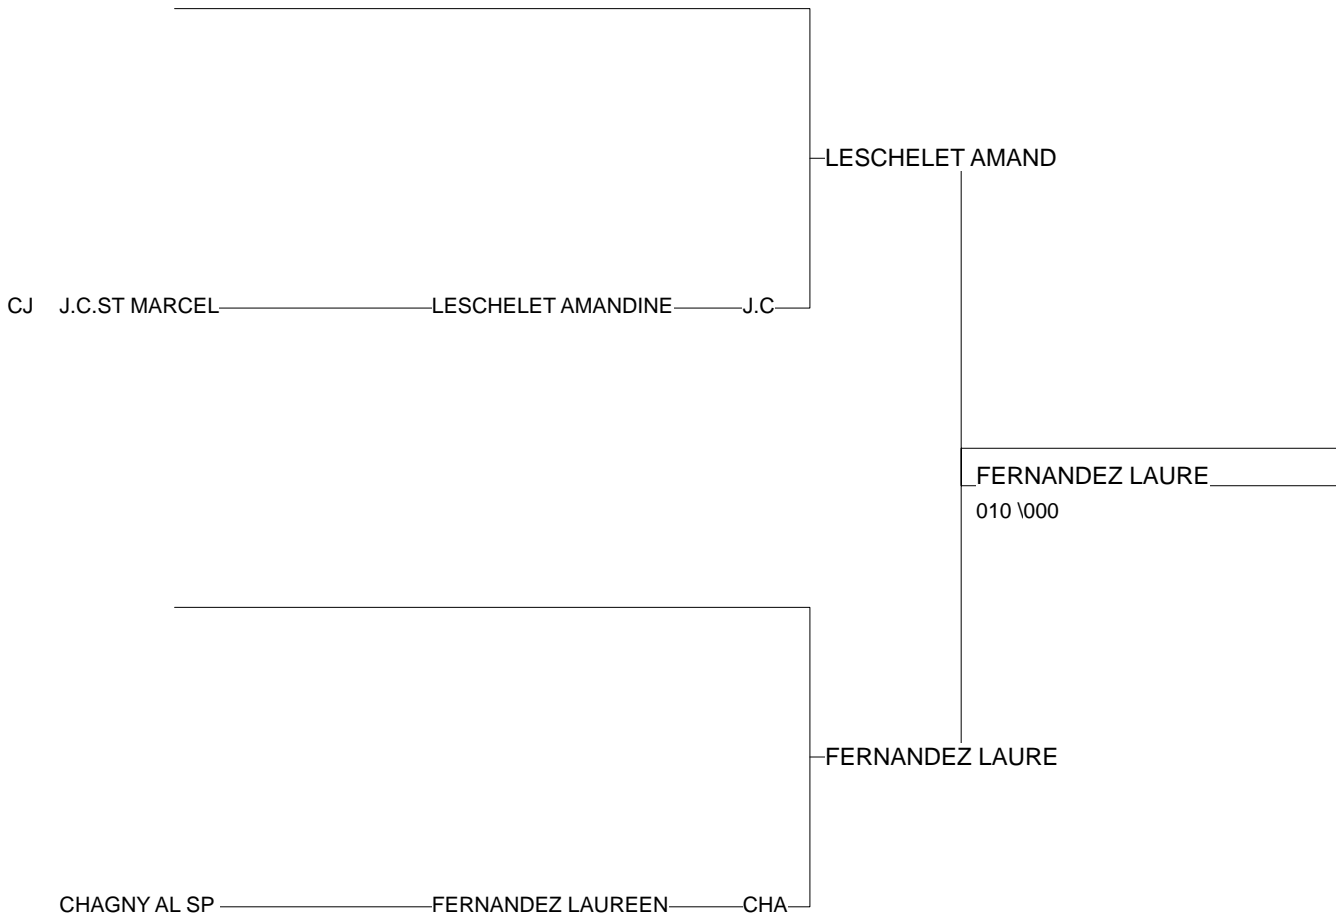 LESCHELET AMAND
CJ J.C.ST MARCEL LESCHELET AMANDINE J.C
FERNANDEZ LAURE
010 \000
FERNANDEZ LAURE
CHAGNY AL SP FERNANDEZ LAUREEN CHA